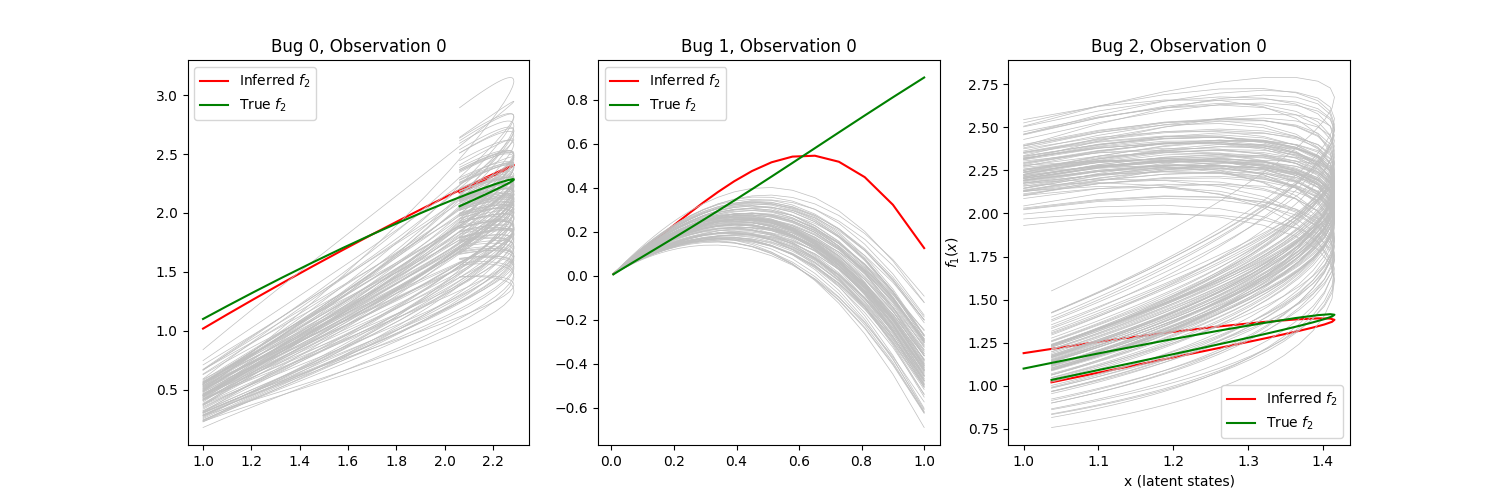 Bug 0, Observation 0
Inferred f₂
True f₂
3.0
2.5
2.0
1.5
1.0
0.5
1.0 1.2 1.4 1.6 1.8 2.0 2.2
Bug 1, Observation 0
Inferred f₂
True f₂
0.8
0.6
0.4
0.2
0.0
−0.2
−0.4
−0.6
0.0 0.2 0.4 0.6 0.8 1.0
Bug 2, Observation 0
f₁(x)
2.75
2.50
2.25
2.00
1.75
1.50
1.25
1.00
0.75
Inferred f₂
True f₂
1.0 1.1 1.2 1.3 1.4
x (latent states)